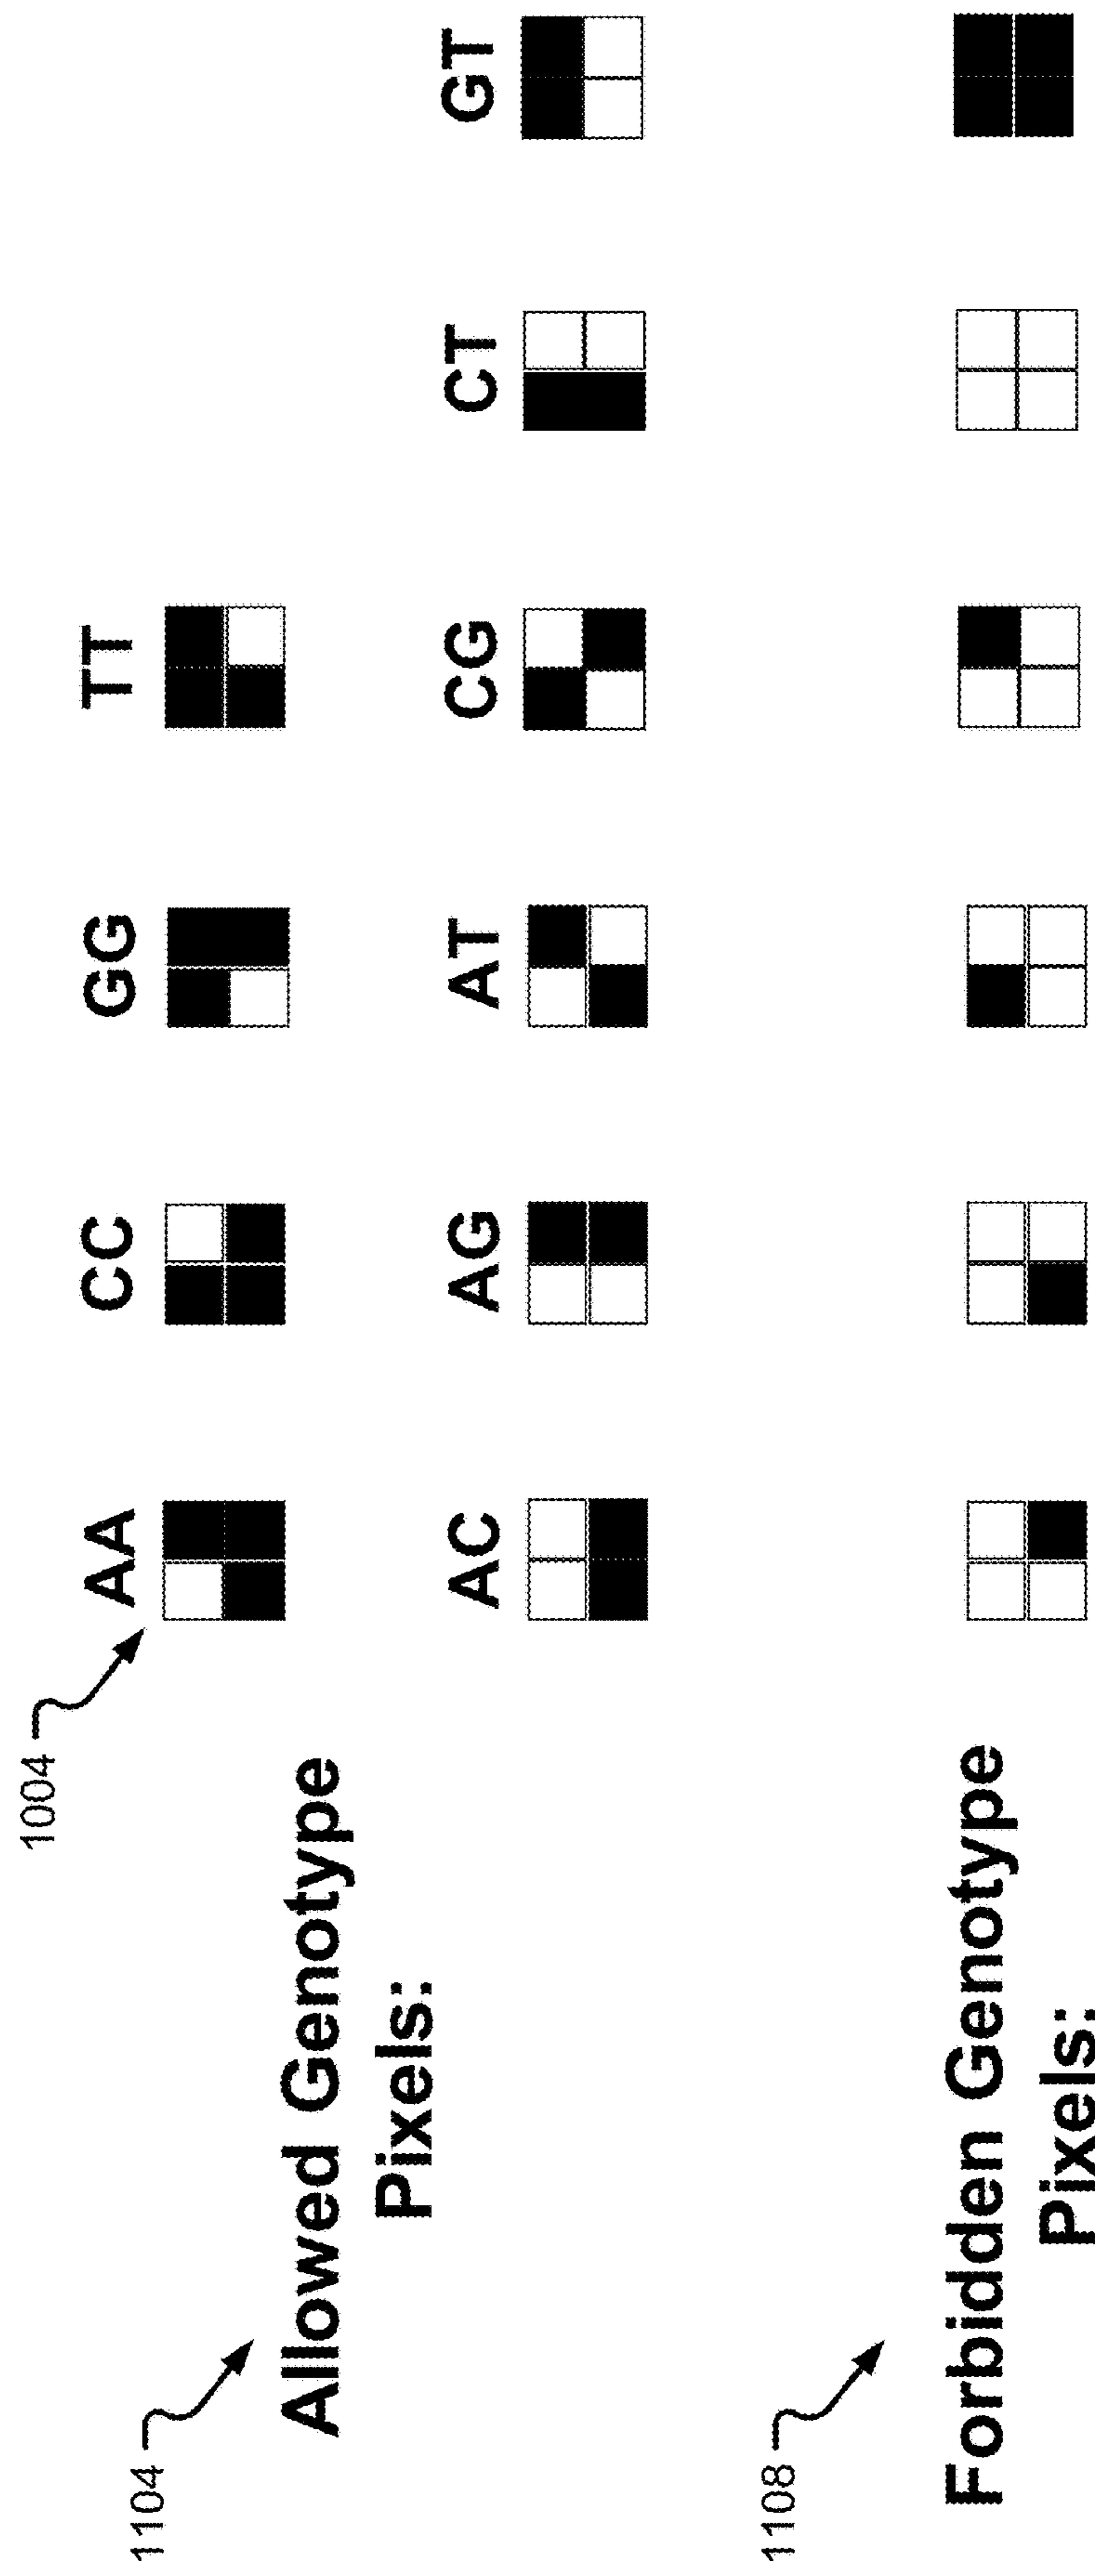 1004
1104
AA CC GG TT
Allowed Genotype
Pixels:
AC AG AT CG CT GT
1108
Forbidden Genotype
Pixels: